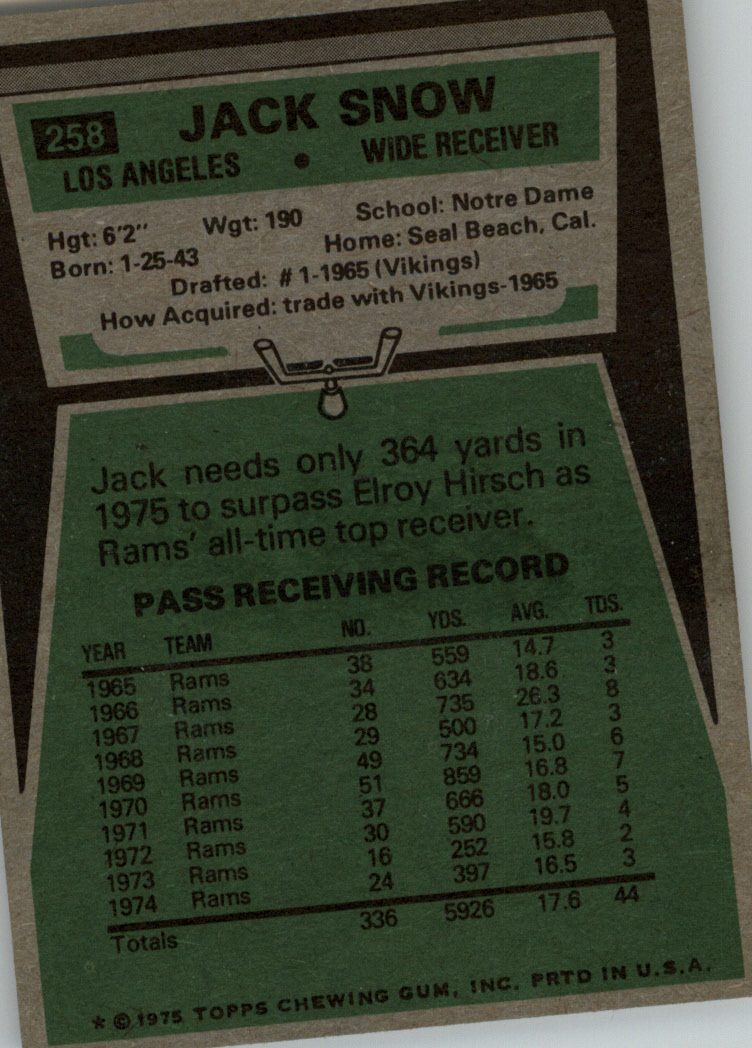 258 JACK SNOW
LOS ANGELES • WIDE RECEIVER
Hgt: 6'2" Wgt: 190 School: Notre Dame
Born: 1-25-43 Home: Seal Beach, Cal.
Drafted: #1-1965 (Vikings)
How Acquired: trade with Vikings-1965
Jack needs only 364 yards in
1975 to surpass Elroy Hirsch as
Rams' all-time top receiver.
PASS RECEIVING RECORD
YEAR TEAM NO. YDS. AVG. TDS.
1965 Rams 38 559 14.7 3
1966 Rams 34 634 18.6 3
1967 Rams 28 735 26.3 8
1968 Rams 29 500 17.2 3
1969 Rams 49 734 15.0 6
1970 Rams 51 859 16.8 7
1971 Rams 37 666 18.0 5
1972 Rams 30 590 19.7 4
1973 Rams 16 252 15.8 2
1974 Rams 24 397 16.5 3
Totals 336 5926 17.6 44
* © 1975 TOPPS CHEWING GUM, INC. PRTD IN U.S.A.